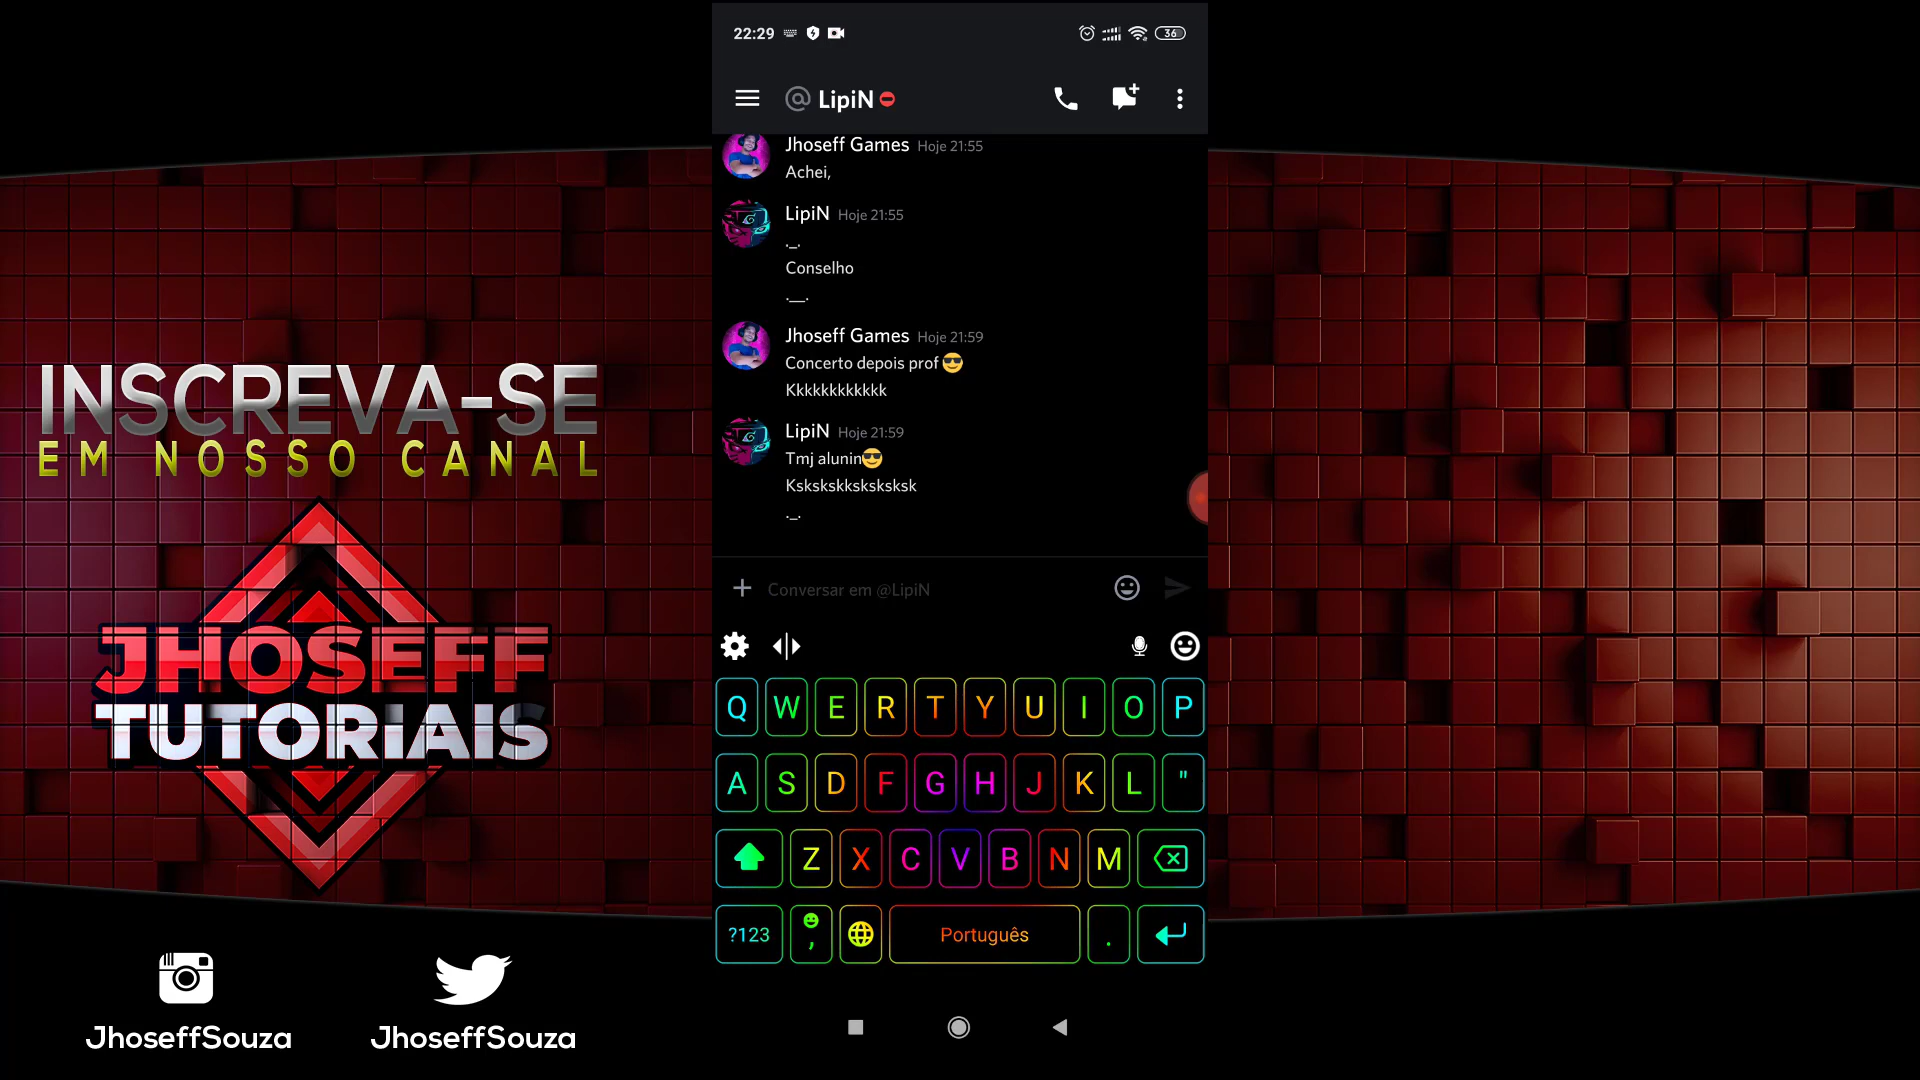 22:29
36
@ LipiN
Jhoseff Games Hoje 21:55
Achei,
LipiN Hoje 21:55
._.
Conselho
.__.
Jhoseff Games Hoje 21:59
Concerto depois prof 😎
Kkkkkkkkkkkk
LipiN Hoje 21:59
Tmj alunin😎
Kskskskksksksksk
._.
Conversar em @LipiN
Q W E R T Y U I O P
A S D F G H J K L "
Z X C V B N M
?123 , Português .
INSCREVA-SE
EM NOSSO CANAL
JHOSEFF
TUTORIAIS
JhoseffSouza
JhoseffSouza